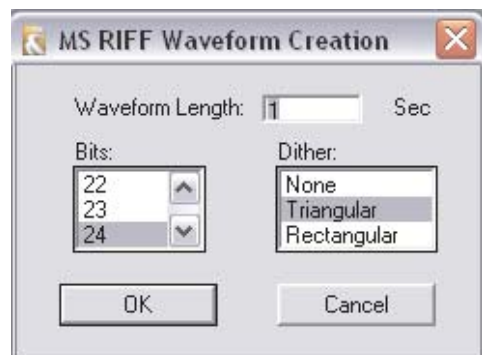 MS RIFF Waveform Creation
Waveform Length: 1 Sec
Bits:
22
23
24
Dither:
None
Triangular
Rectangular
OK
Cancel